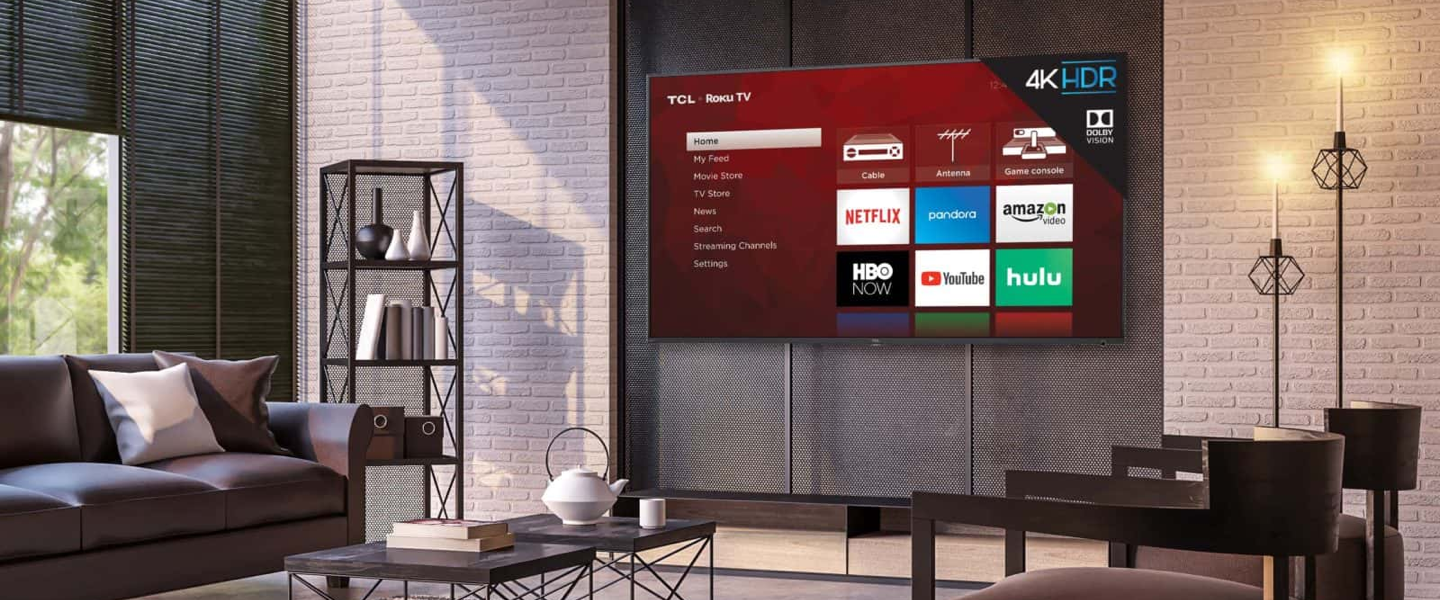 TCL · Roku TV
4K HDR
DOLBY
VISION
Home
My Feed
Movie Store
TV Store
News
Search
Streaming Channels
Settings
Cable
Antenna
Game console
NETFLIX
pandora
amazon
video
HBO
NOW
YouTube
hulu